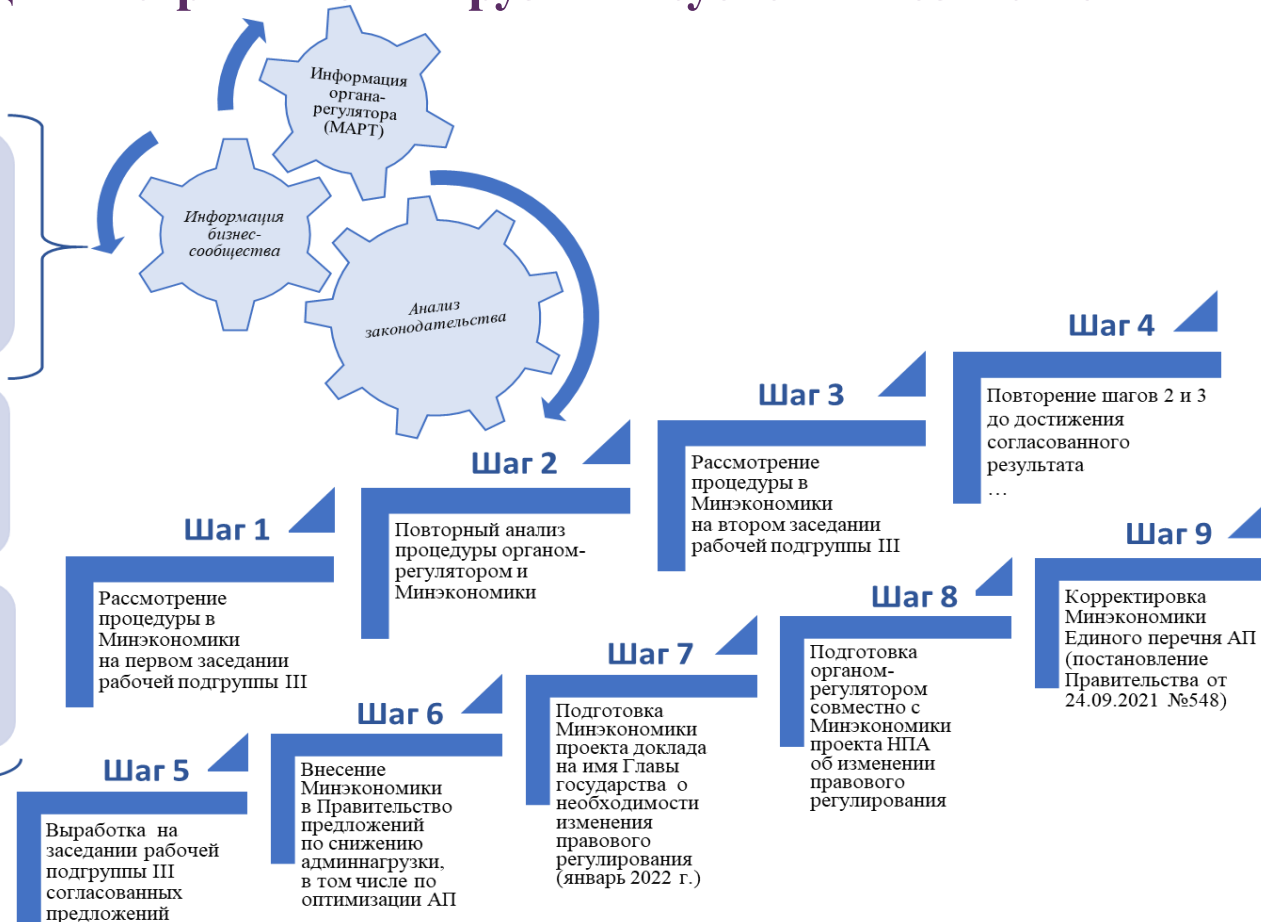 Информация
органа-
регулятора
(МАРТ)
Информация
бизнес-
сообщества
Анализ
законодательства
Шаг 1
Рассмотрение
процедуры в
Минэкономики
на первом заседании
рабочей подгруппы III
Шаг 2
Повторный анализ
процедуры органом-
регулятором и
Минэкономики
Шаг 3
Рассмотрение
процедуры в
Минэкономики
на втором заседании
рабочей подгруппы III
Шаг 4
Повторение шагов 2 и 3
до достижения
согласованного
результата
…
Шаг 5
Выработка на
заседании рабочей
подгруппы III
согласованных
предложений
Шаг 6
Внесение
Минэкономики
в Правительство
предложений
по снижению
админнагрузки,
в том числе по
оптимизации АП
Шаг 7
Подготовка
Минэкономики
проекта доклада
на имя Главы
государства о
необходимости
изменения
правового
регулирования
(январь 2022 г.)
Шаг 8
Подготовка
органом-
регулятором
совместно с
Минэкономики
проекта НПА
об изменении
правового
регулирования
Шаг 9
Корректировка
Минэкономики
Единого перечня АП
(постановление
Правительства от
24.09.2021 №548)